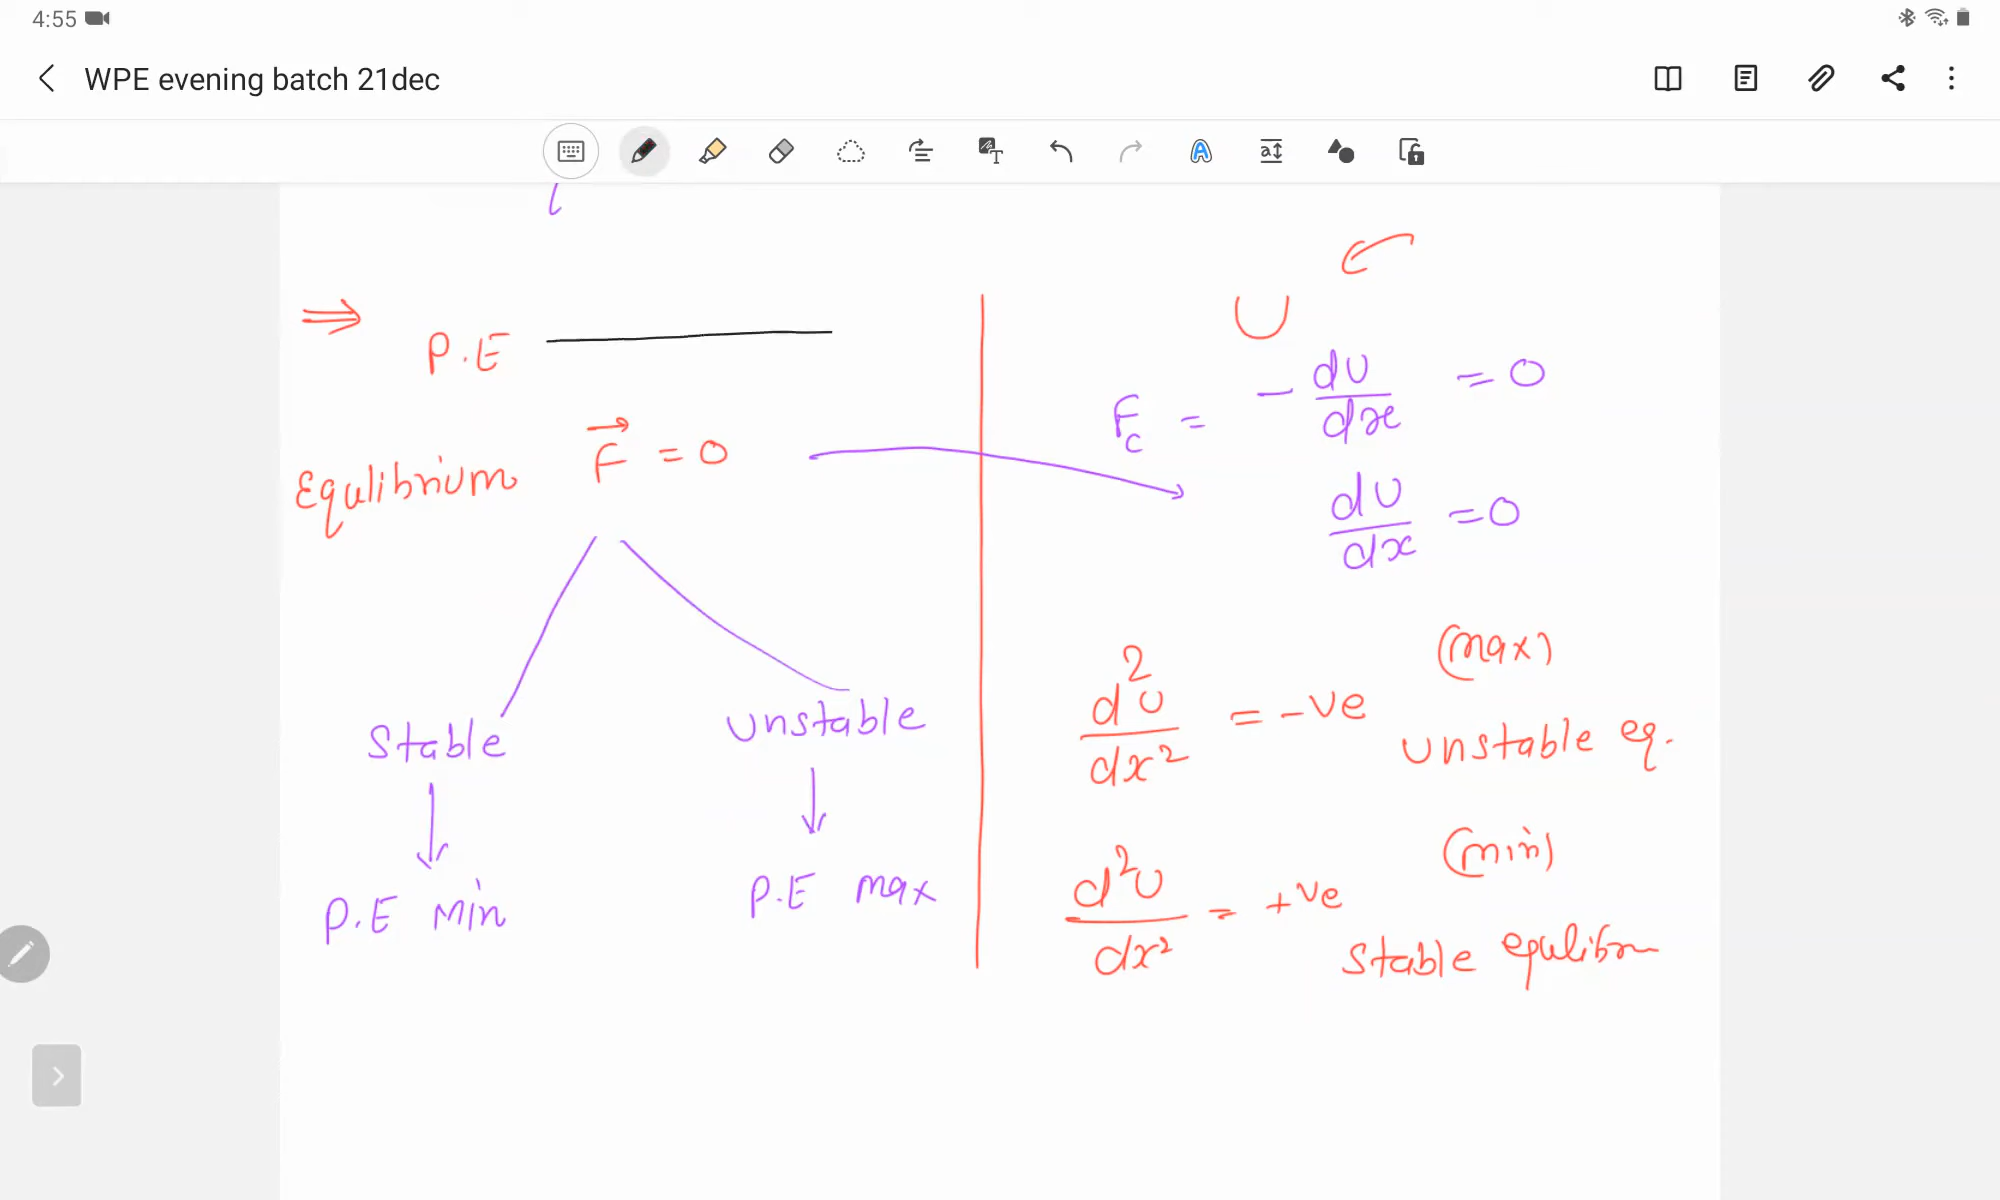 4:55
WPE evening batch 21dec
⇒ P.E
Equlibrium F⃗ = 0
Stable
Unstable
P.E Min
P.E max
U
Fc = - dU/dx = 0
dU/dx = 0
d²U/dx² = -ve (max)
Unstable eq.
d²U/dx² = +ve (min)
Stable equlibrm